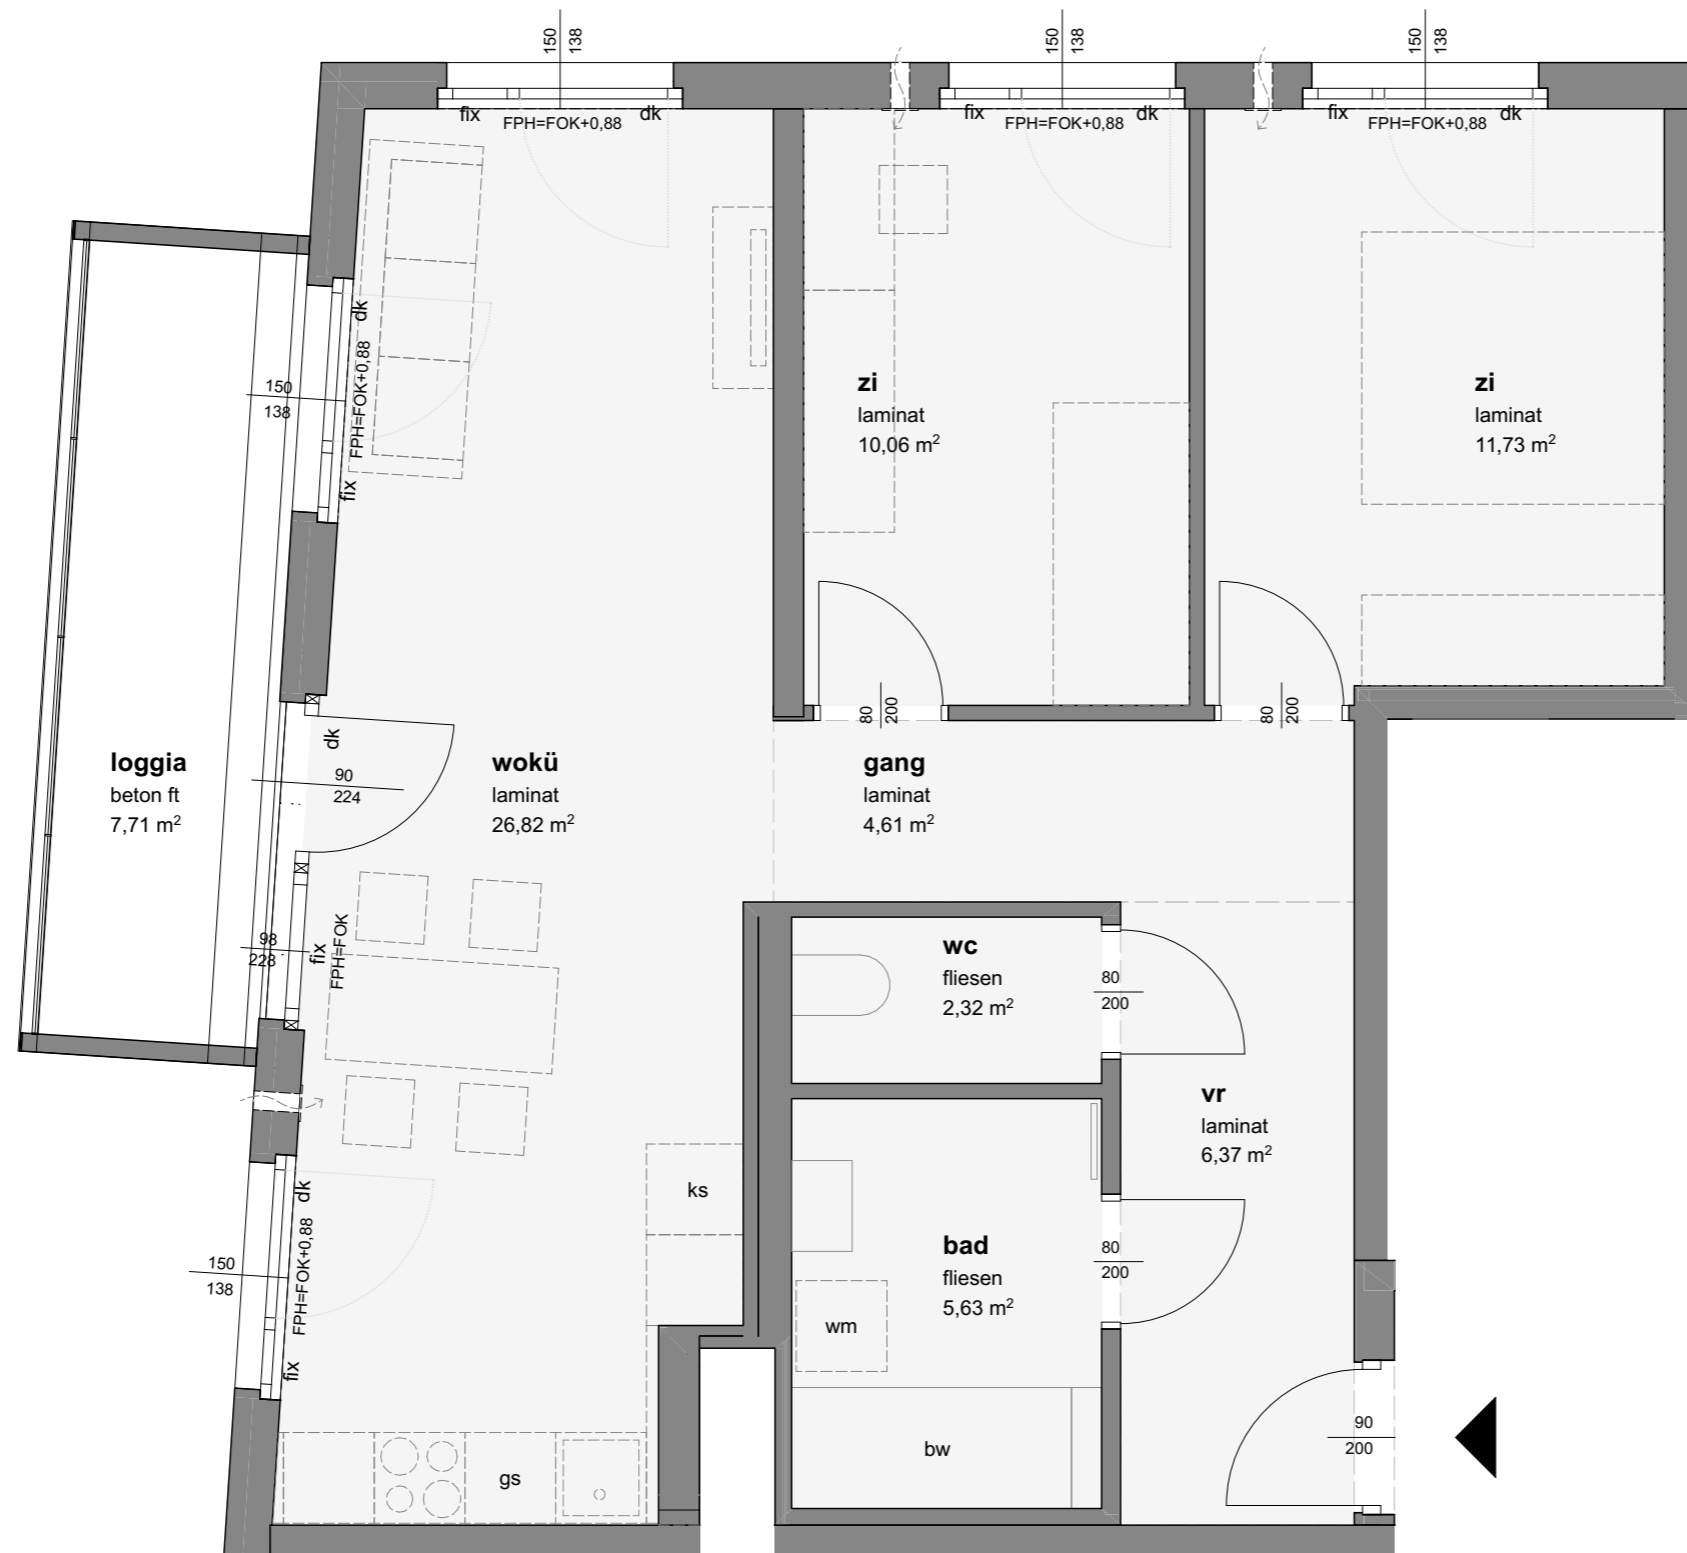 150
138
150
138
150
138
fix
dk
FPH=FOK+0,88
fix
dk
FPH=FOK+0,88
fix
dk
FPH=FOK+0,88
dk
150
138
FPH=FOK+0,88
fix
zi
laminat
10,06 m²
zi
laminat
11,73 m²
80
200
80
200
loggia
beton ft
7,71 m²
dk
90
224
wokü
laminat
26,82 m²
gang
laminat
4,61 m²
98
228
fix
FPH=FOK
wc
fliesen
2,32 m²
80
200
vr
laminat
6,37 m²
ks
dk
150
138
FPH=FOK+0,88
fix
bad
fliesen
5,63 m²
80
200
wm
bw
gs
90
200